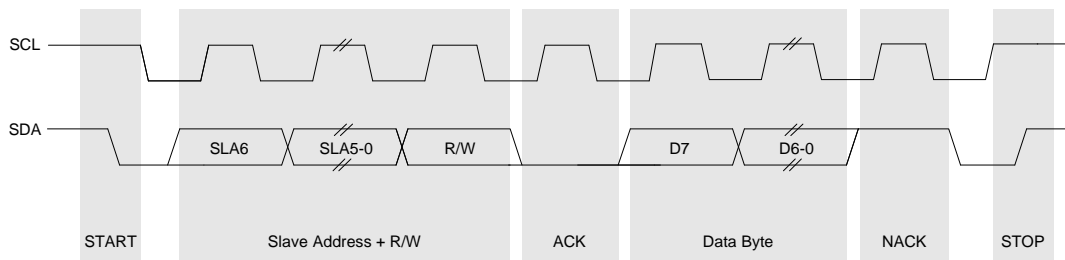 SCL
SDA
SLA6
SLA5-0
R/W
D7
D6-0
START
Slave Address + R/W
ACK
Data Byte
NACK
STOP